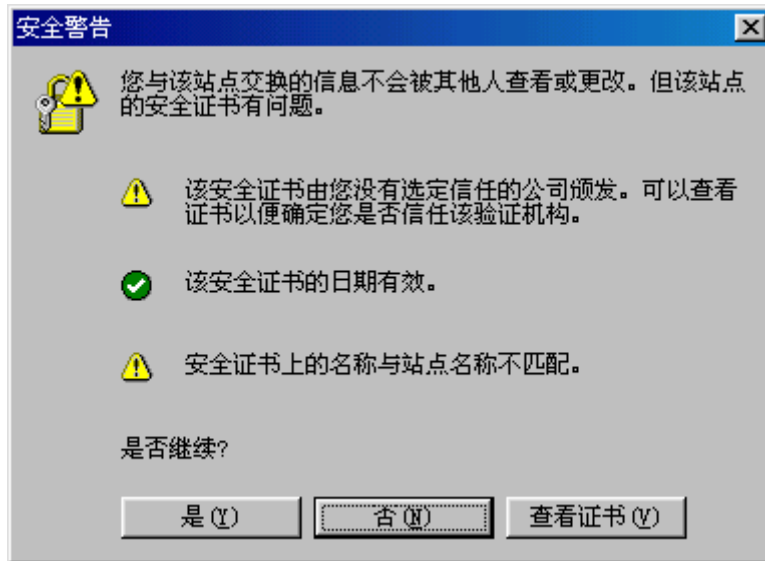 安全警告
您与该站点交换的信息不会被其他人查看或更改。但该站点
的安全证书有问题。
该安全证书由您没有选定信任的公司颁发。可以查看
证书以便确定您是否信任该验证机构。
该安全证书的日期有效。
安全证书上的名称与站点名称不匹配。
是否继续?
是(Y) 否(N) 查看证书(V)